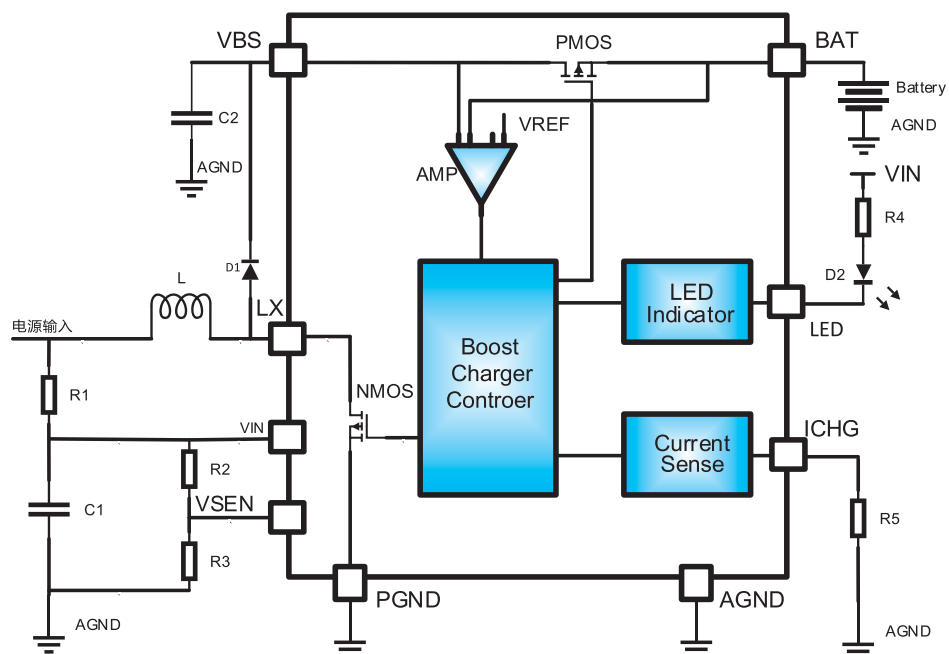 VBS
PMOS
BAT
C2
Battery
VREF
AGND
AGND
AMP
VIN
R4
D1
D2
L
LX
LED
Indicator
LED
电源输入
Boost
Charger
Controer
R1
NMOS
ICHG
VIN
R2
Current
Sense
VSEN
C1
R5
R3
PGND
AGND
AGND
AGND